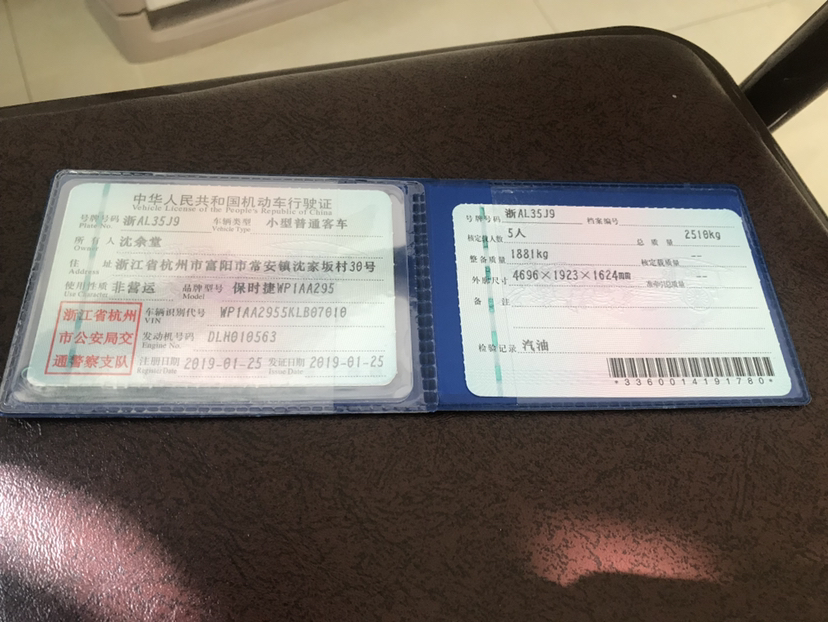 中华人民共和国机动车行驶证
Vehicle License of the People's Republic of China
号牌号码 浙AL35J9 车辆类型 小型普通客车
Plate No. Vehicle Type
所有人 沈余堂
Owner
住址 浙江省杭州市富阳市常安镇沈家坂村30号
Address
使用性质 非营运 品牌型号 保时捷WP1AA295
Use Character Model
浙江省杭州
市公安局交
通警察支队
车辆识别代号 WP1AA2955KLB07010
VIN
发动机号码 DLH010563
Engine No.
注册日期 2019-01-25 发证日期 2019-01-25
Register Date Issue Date
号牌号码 浙AL35J9 档案编号
核定载人数 5人 总质量 2510kg
整备质量 1881kg 核定载质量 --
外廓尺寸 4696×1923×1624mm 准牵引总质量 --
备注
检验记录 汽油
*3360014191780*